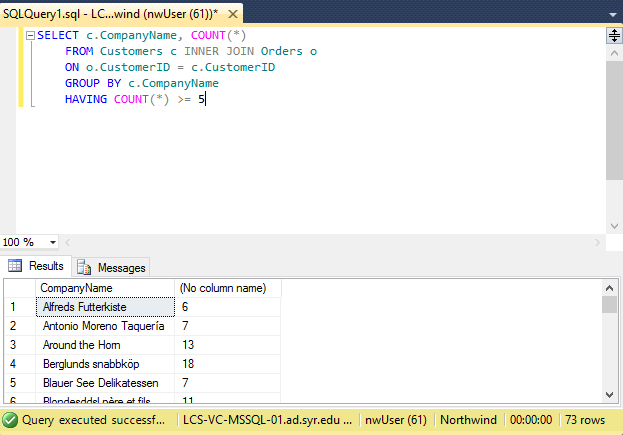 SQLQuery1.sql - LC...wind (nwUser (61))*
SELECT c.CompanyName, COUNT(*)
FROM Customers c INNER JOIN Orders o
ON o.CustomerID = c.CustomerID
GROUP BY c.CompanyName
HAVING COUNT(*) >= 5
100 %
Results Messages
CompanyName (No column name)
1 Alfreds Futterkiste 6
2 Antonio Moreno Taquería 7
3 Around the Horn 13
4 Berglunds snabbköp 18
5 Blauer See Delikatessen 7
6 Blondesddsl père et fils 11
Query executed successf... LCS-VC-MSSQL-01.ad.syr.edu ... nwUser (61) Northwind 00:00:00 73 rows